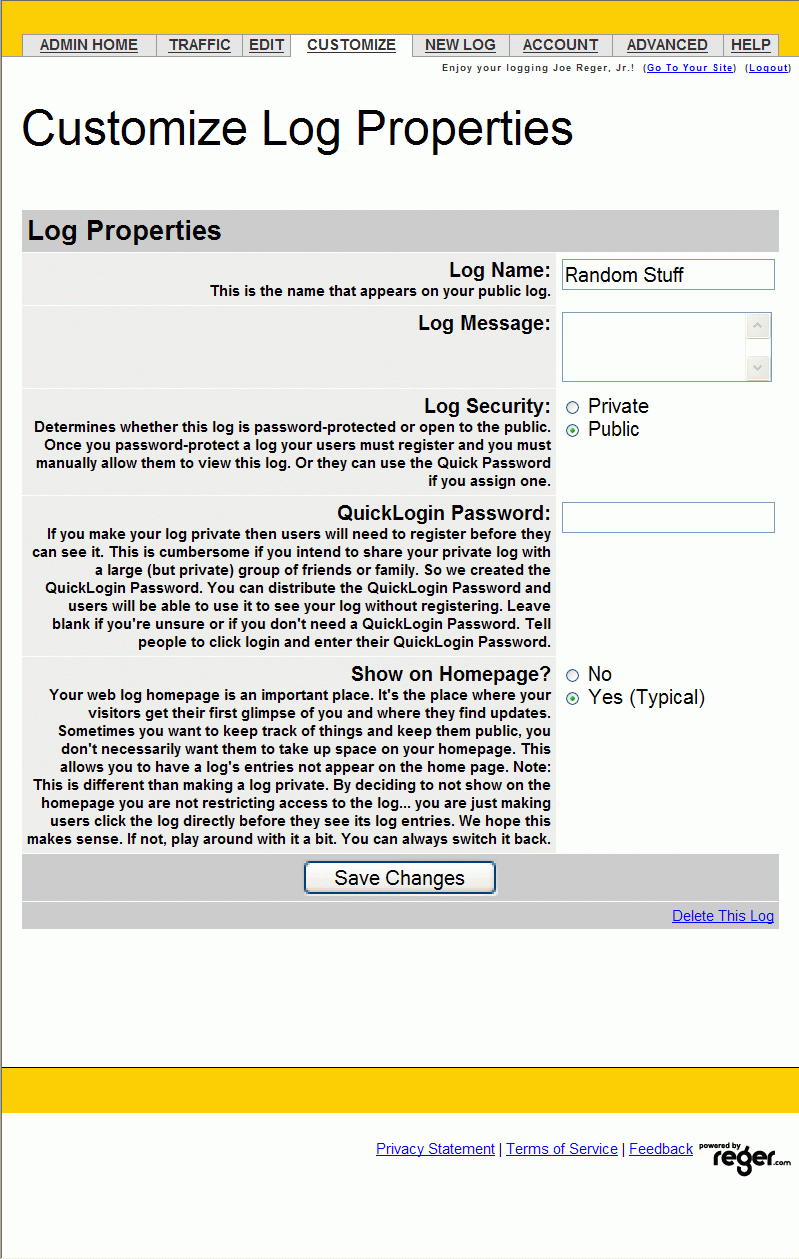 ADMIN HOME TRAFFIC EDIT CUSTOMIZE NEW LOG ACCOUNT ADVANCED HELP
Enjoy your logging Joe Reger, Jr.! (Go To Your Site) (Logout)
Customize Log Properties
Log Properties
Log Name:
This is the name that appears on your public log.
Random Stuff
Log Message:
Log Security:
Determines whether this log is password-protected or open to the public.
Once you password-protect a log your users must register and you must
manually allow them to view this log. Or they can use the Quick Password
if you assign one.
Private
Public
QuickLogin Password:
If you make your log private then users will need to register before they
can see it. This is cumbersome if you intend to share your private log with
a large (but private) group of friends or family. So we created the
QuickLogin Password. You can distribute the QuickLogin Password and
users will be able to use it to see your log without registering. Leave
blank if you're unsure or if you don't need a QuickLogin Password. Tell
people to click login and enter their QuickLogin Password.
Show on Homepage?
Your web log homepage is an important place. It's the place where your
visitors get their first glimpse of you and where they find updates.
Sometimes you want to keep track of things and keep them public, you
don't necessarily want them to take up space on your homepage. This
allows you to have a log's entries not appear on the home page. Note:
This is different than making a log private. By deciding to not show on the
homepage you are not restricting access to the log... you are just making
users click the log directly before they see its log entries. We hope this
makes sense. If not, play around with it a bit. You can always switch it back.
No
Yes (Typical)
Save Changes
Delete This Log
Privacy Statement | Terms of Service | Feedback
powered by
reger.com